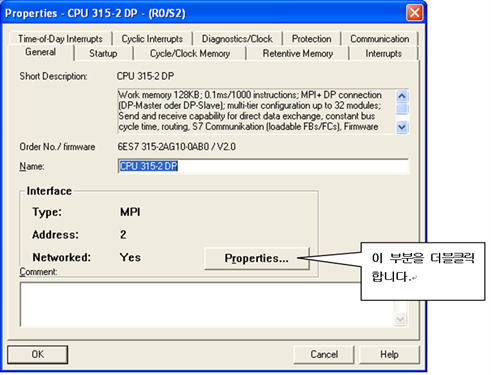 Properties - CPU 315-2 DP - (R0/S2)
Time-of-Day Interrupts Cyclic Interrupts Diagnostics/Clock Protection Communication
General Startup Cycle/Clock Memory Retentive Memory Interrupts
Short Description: CPU 315-2 DP
Work memory 128KB; 0.1ms/1000 instructions; MPI+ DP connection
(DP-Master oder DP-Slave); multi-tier configuration up to 32 modules;
Send and receive capability for direct data exchange, constant bus
cycle time, routing, S7 Communikation (loadable FBs/FCs), Firmware
Order No./ firmware 6ES7 315-2AG10-0AB0 / V2.0
Name: CPU 315-2 DP
Interface
Type: MPI
Address: 2
Networked: Yes Properties...
이 부분을 더블클릭
합니다.
Comment:
OK Cancel Help